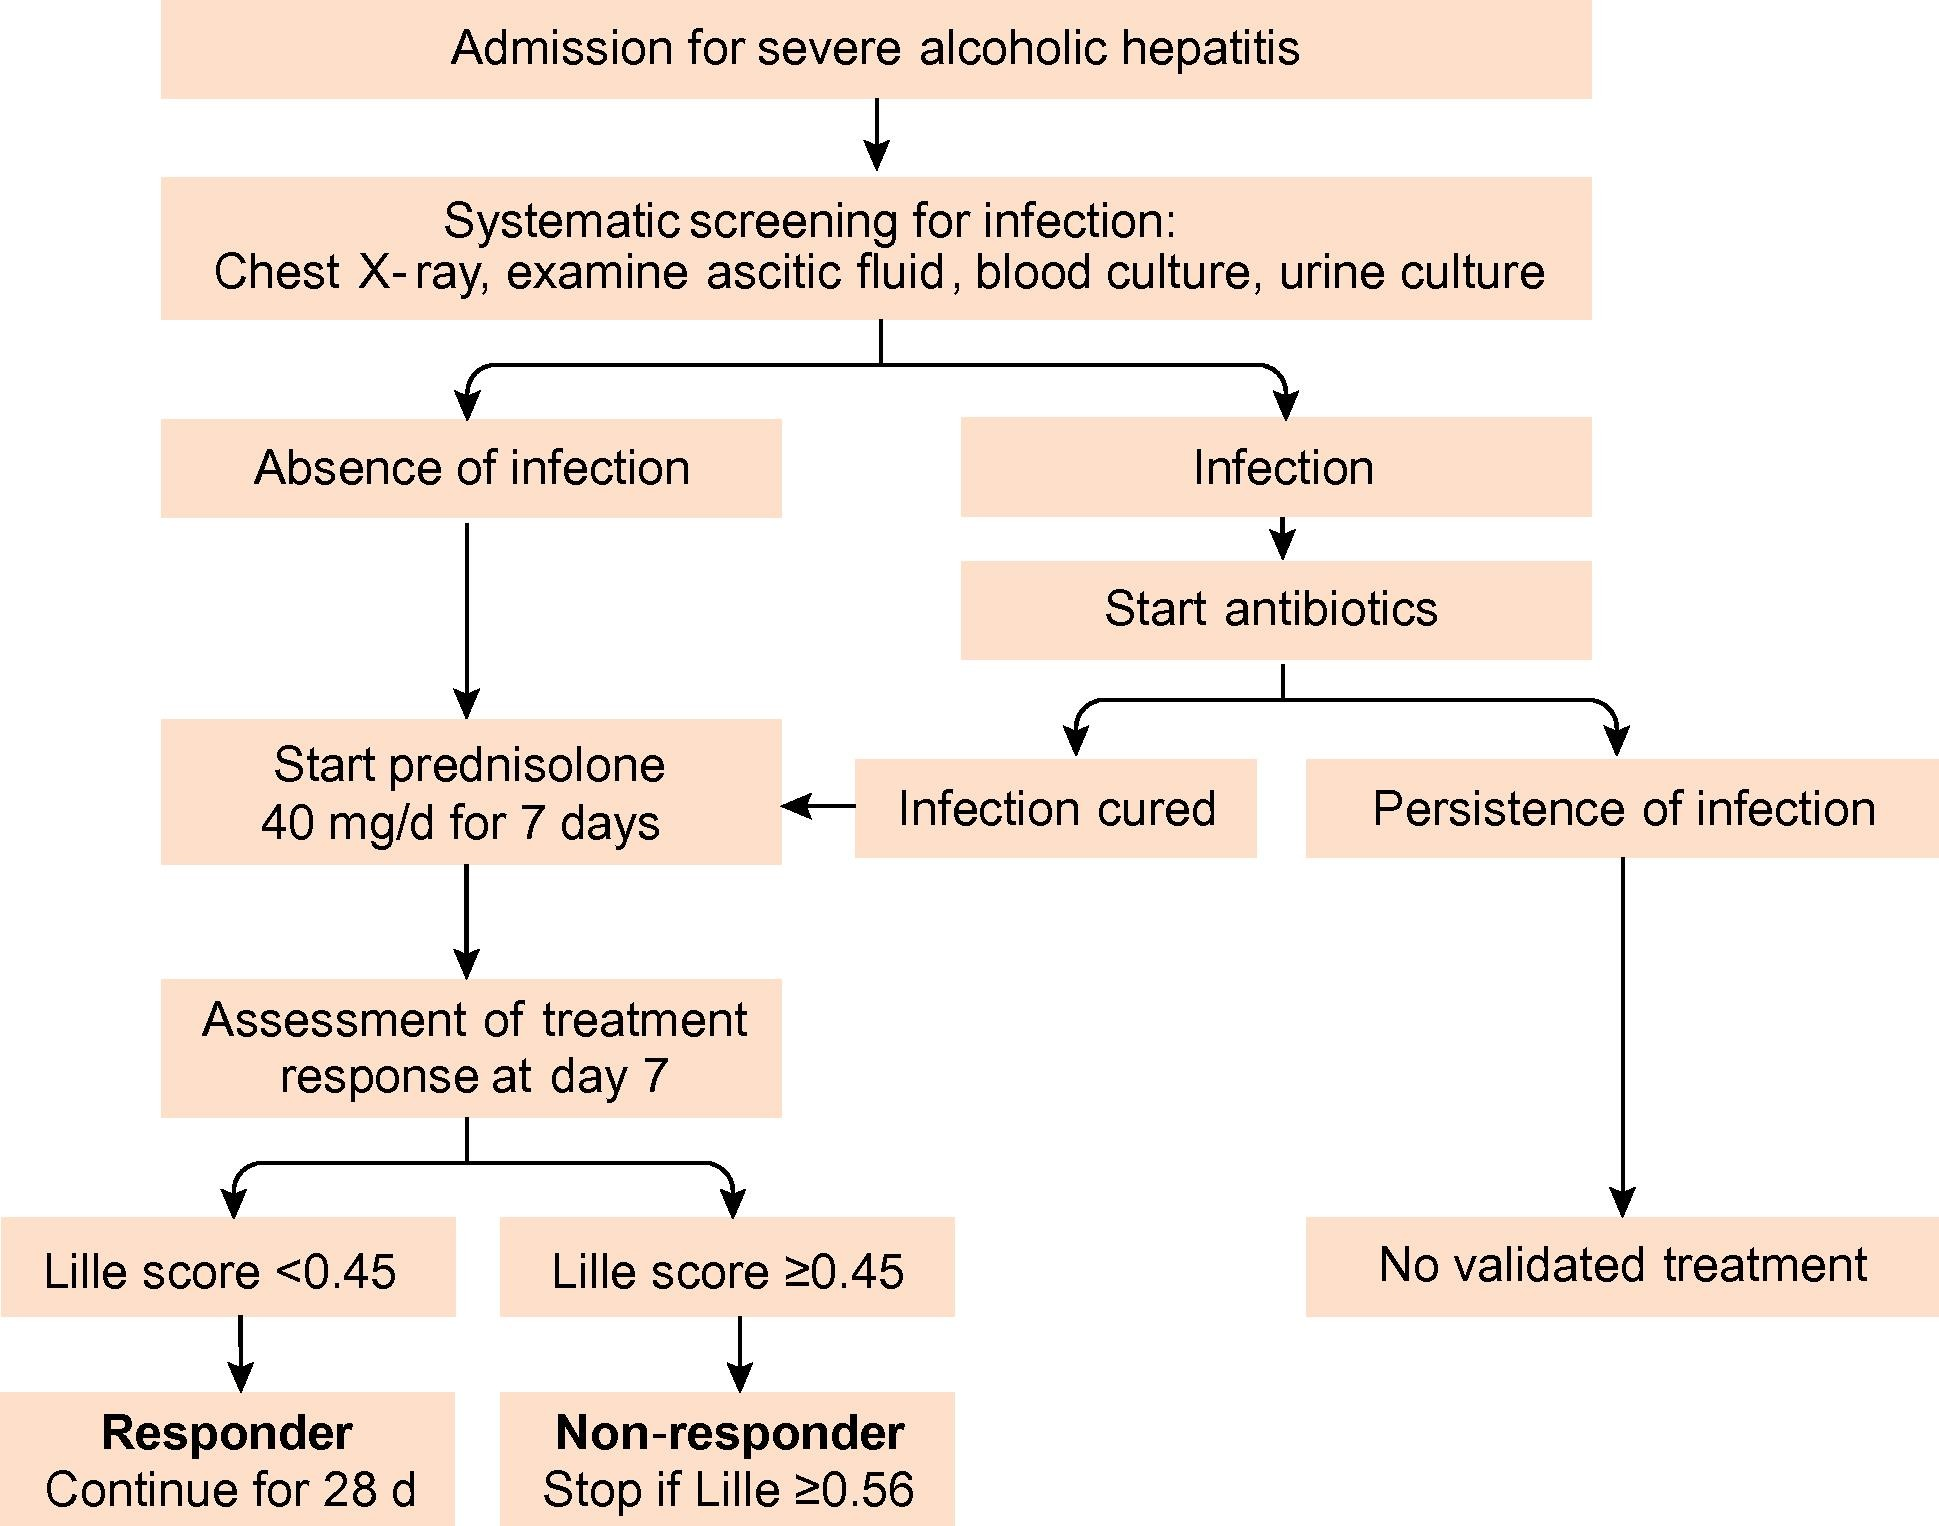 Admission for severe alcoholic hepatitis
Systematic screening for infection:
Chest X-ray, examine ascitic fluid, blood culture, urine culture
Absence of infection
Infection
Start antibiotics
Start prednisolone
40 mg/d for 7 days
Infection cured
Persistence of infection
Assessment of treatment
response at day 7
Lille score <0.45
Lille score ≥0.45
No validated treatment
Responder
Continue for 28 d
Non-responder
Stop if Lille ≥0.56